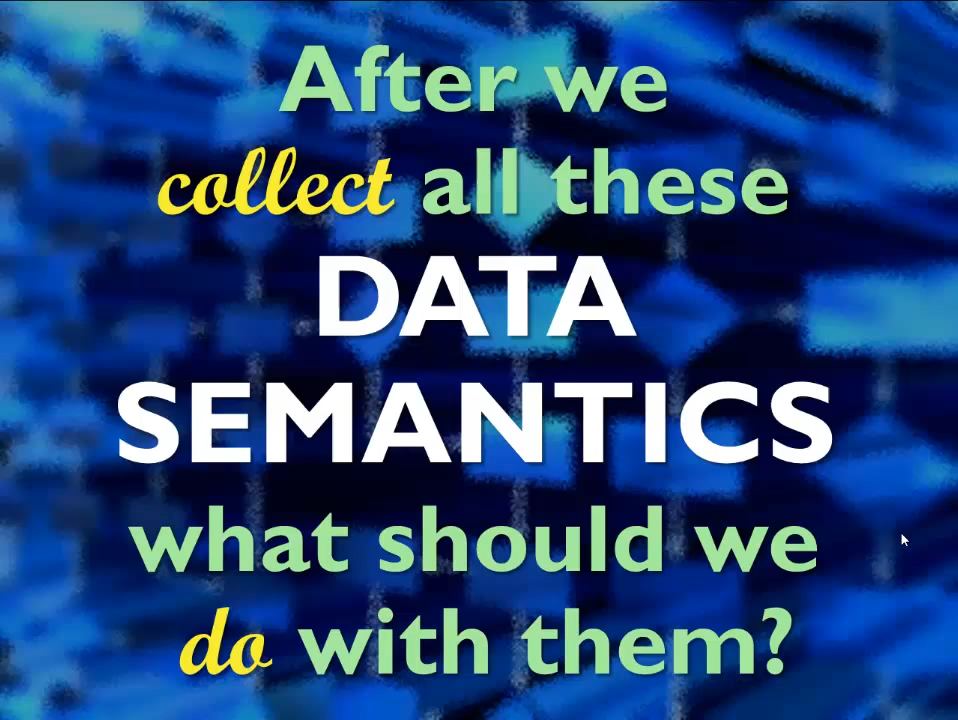 After we
collect all these
DATA
SEMANTICS
what should we
do with them?